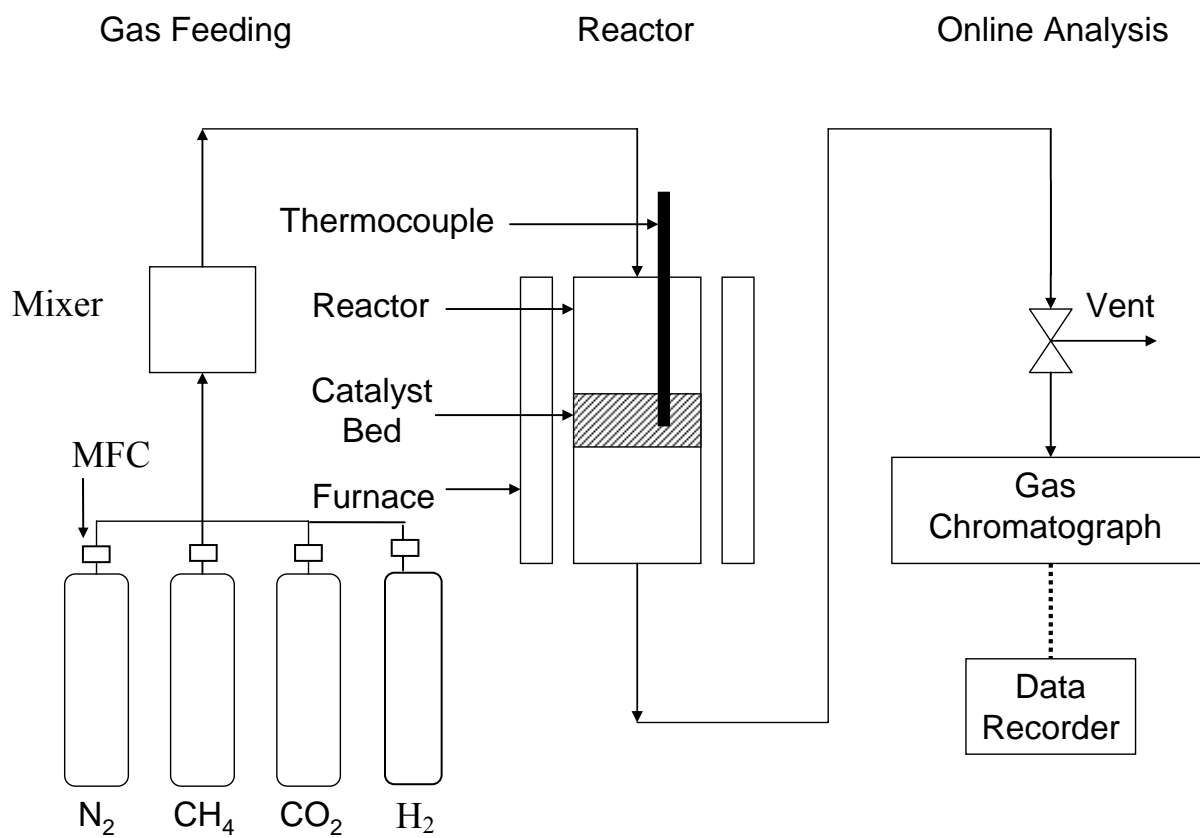 Gas Feeding
Reactor
Online Analysis
Thermocouple
Mixer
Reactor
Vent
Catalyst
Bed
MFC
Furnace
Gas
Chromatograph
Data
Recorder
N₂
CH₄
CO₂
H₂